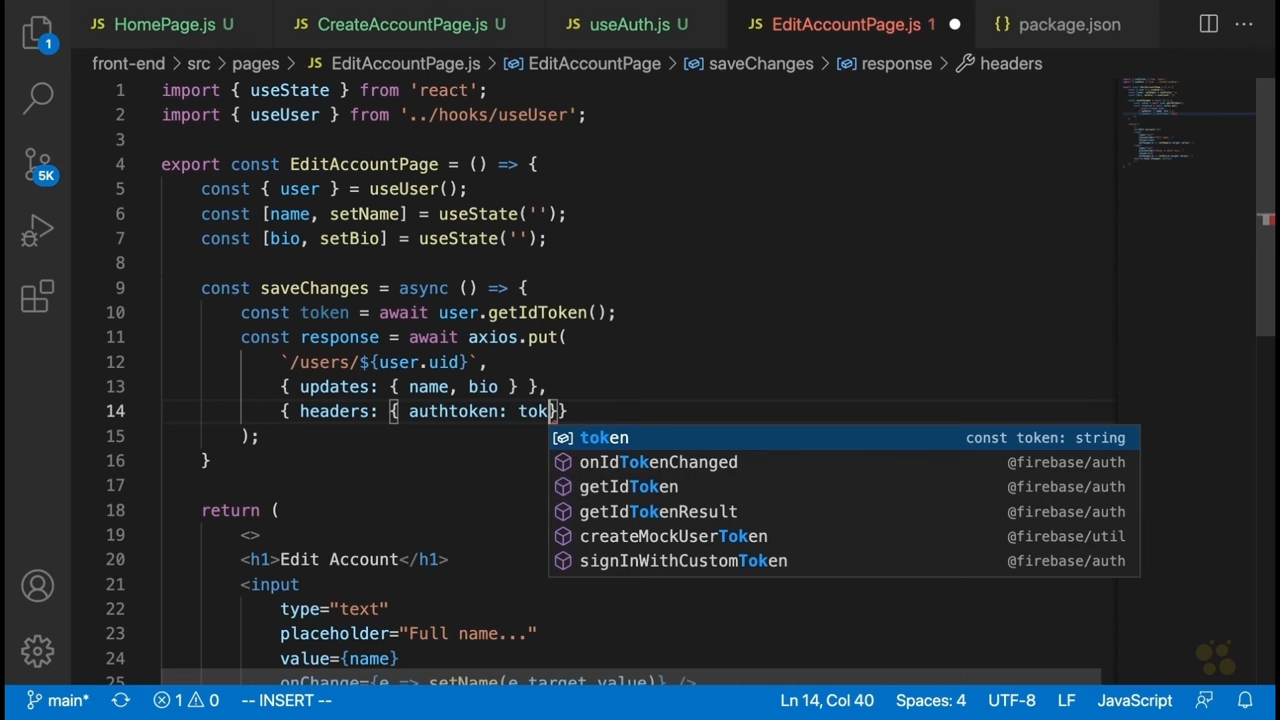 JS HomePage.js U JS CreateAccountPage.js U JS useAuth.js U JS EditAccountPage.js 1 ● {} package.json ···
front-end > src > pages > JS EditAccountPage.js > EditAccountPage > saveChanges > response > headers
1 import { useState } from 'react';
2 import { useUser } from '../hooks/useUser';
3
4 export const EditAccountPage = () => {
5 const { user } = useUser();
6 const [name, setName] = useState('');
7 const [bio, setBio] = useState('');
8
9 const saveChanges = async () => {
10 const token = await user.getIdToken();
11 const response = await axios.put(
12 `/users/${user.uid}`,
13 { updates: { name, bio } },
14 { headers: { authtoken: tok}}
15 );
token const token: string
16 }
onIdTokenChanged @firebase/auth
17
getIdToken @firebase/auth
18 return (
getIdTokenResult @firebase/auth
19 <>
createMockUserToken @firebase/util
20 <h1>Edit Account</h1>
signInWithCustomToken @firebase/auth
21 <input
22 type="text"
23 placeholder="Full name..."
24 value={name}
25 onChange={e => setName(e.target.value)} />
1
5K
main* 1 0 -- INSERT -- Ln 14, Col 40 Spaces: 4 UTF-8 LF JavaScript